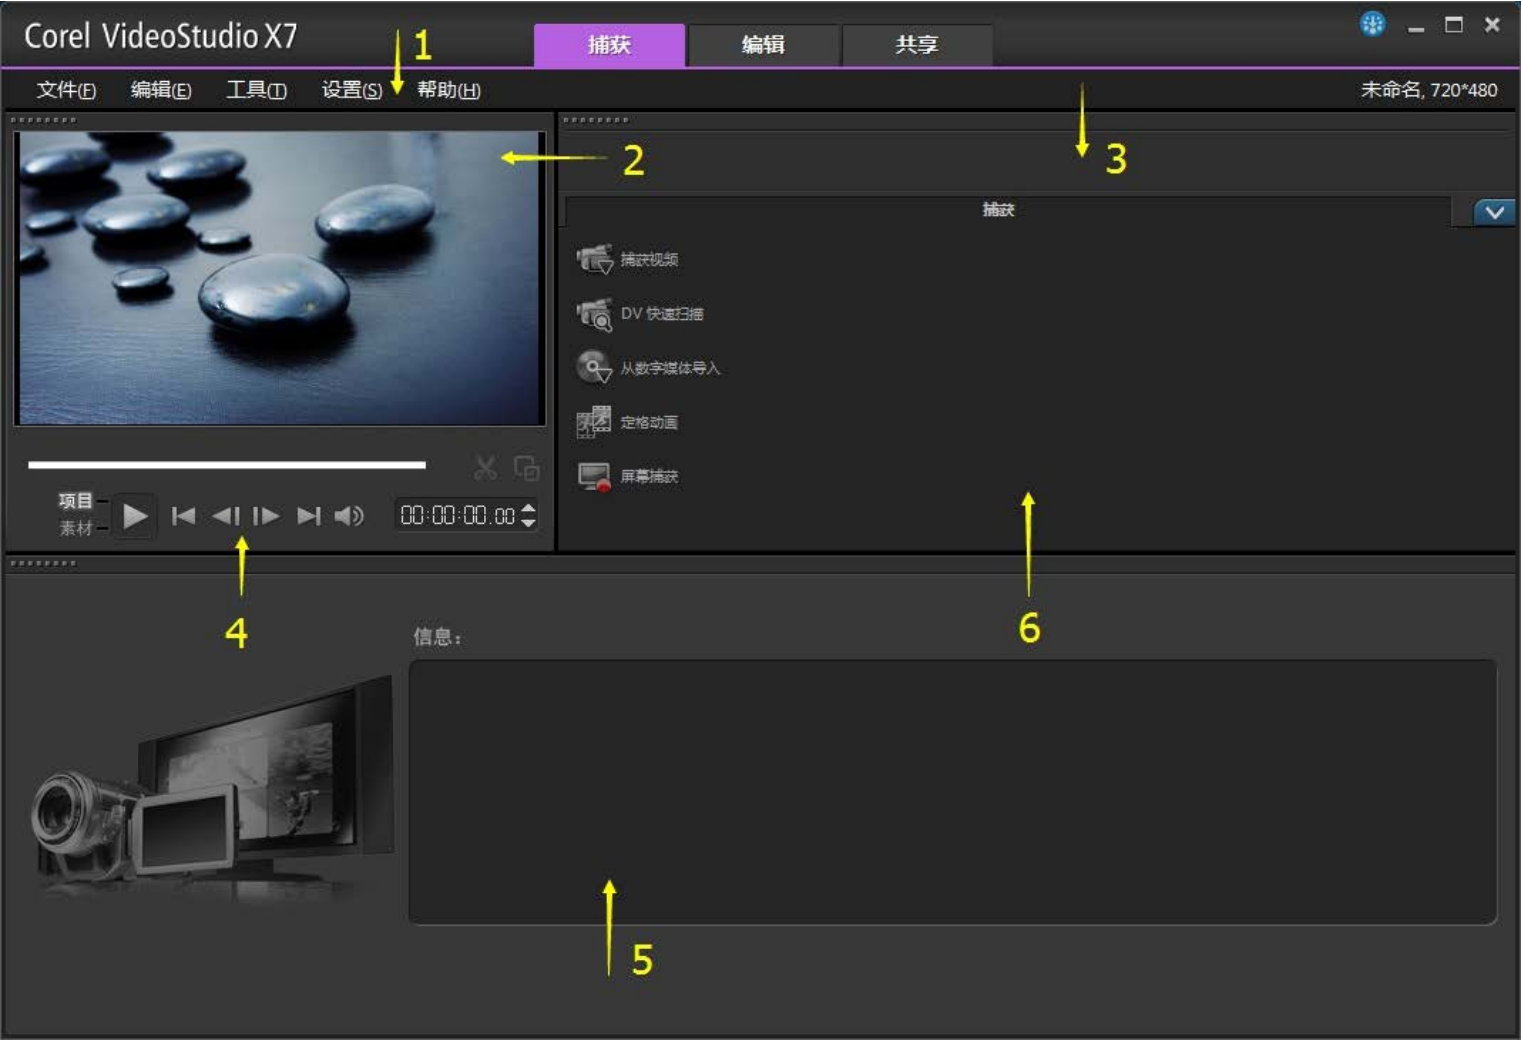 Corel VideoStudio X7
捕获
编辑
共享
1
文件(F) 编辑(E) 工具(T) 设置(S) 帮助(H)
未命名, 720*480
2
3
捕获
捕获视频
DV 快速扫描
从数字媒体导入
定格动画
屏幕捕获
项目
素材
00:00:00.00
4
6
信息：
5